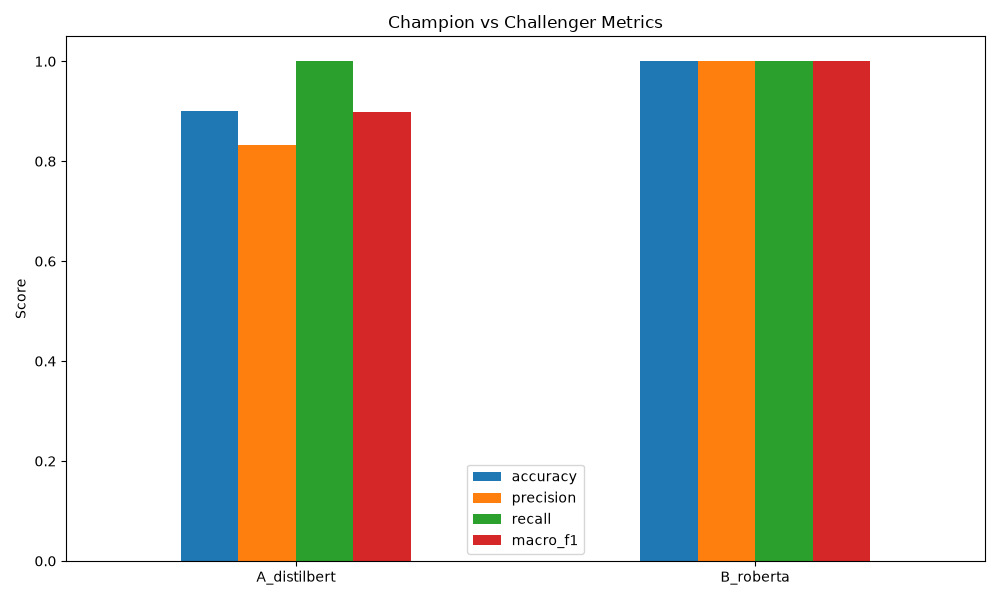 Champion vs Challenger Metrics
Score
1.0
0.8
0.6
0.4
0.2
0.0
accuracy
precision
recall
macro_f1
A_distilbert
B_roberta